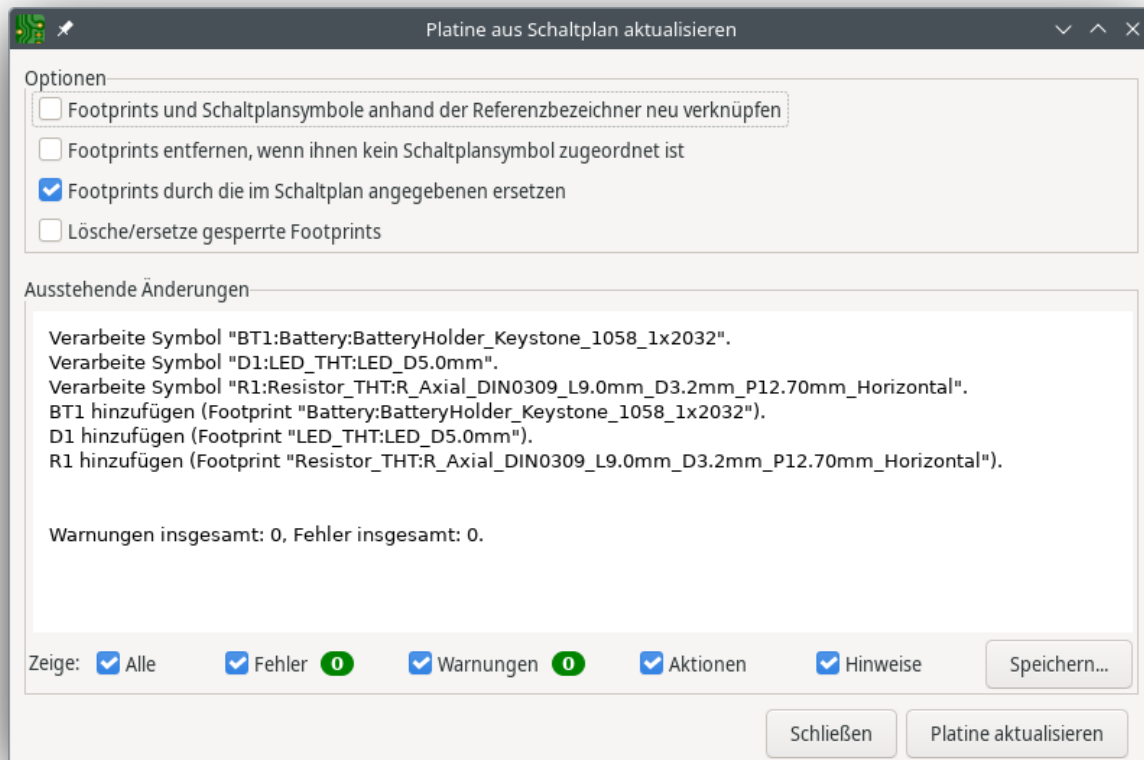 Platine aus Schaltplan aktualisieren
Optionen
Footprints und Schaltplansymbole anhand der Referenzbezeichner neu verknüpfen
Footprints entfernen, wenn ihnen kein Schaltplansymbol zugeordnet ist
Footprints durch die im Schaltplan angegebenen ersetzen
Lösche/ersetze gesperrte Footprints
Ausstehende Änderungen
Verarbeite Symbol "BT1:Battery:BatteryHolder_Keystone_1058_1x2032".
Verarbeite Symbol "D1:LED_THT:LED_D5.0mm".
Verarbeite Symbol "R1:Resistor_THT:R_Axial_DIN0309_L9.0mm_D3.2mm_P12.70mm_Horizontal".
BT1 hinzufügen (Footprint "Battery:BatteryHolder_Keystone_1058_1x2032").
D1 hinzufügen (Footprint "LED_THT:LED_D5.0mm").
R1 hinzufügen (Footprint "Resistor_THT:R_Axial_DIN0309_L9.0mm_D3.2mm_P12.70mm_Horizontal").
Warnungen insgesamt: 0, Fehler insgesamt: 0.
Zeige: Alle Fehler 0 Warnungen 0 Aktionen Hinweise Speichern...
Schließen Platine aktualisieren